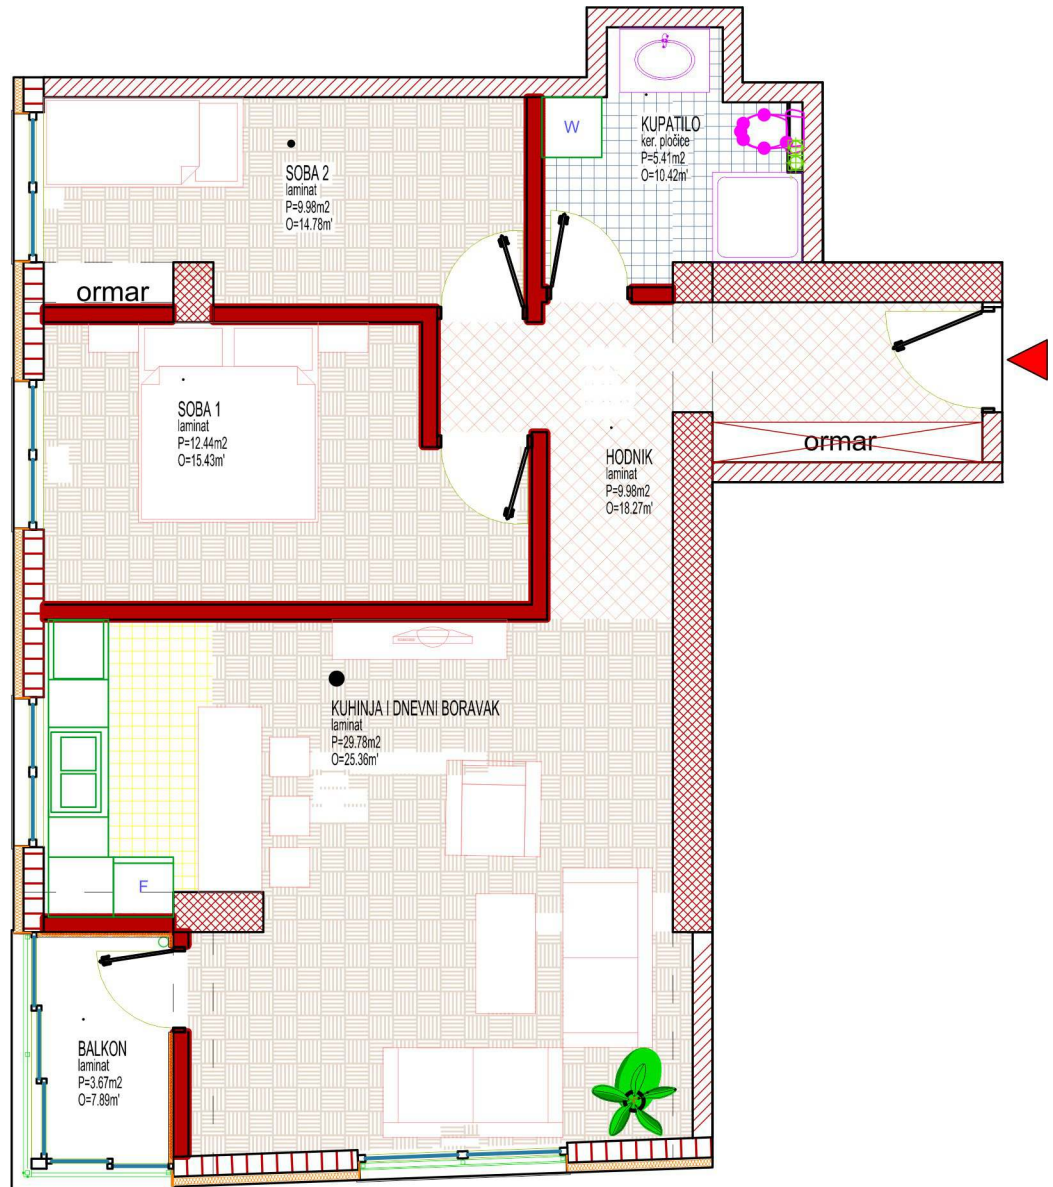 KUPATILO
ker. pločice
P=5.41m2
O=10.42m'
W
SOBA 2
laminat
P=9.98m2
O=14.78m'
ormar
SOBA 1
laminat
P=12.44m2
O=15.43m'
ormar
HODNIK
laminat
P=9.98m2
O=18.27m'
KUHINJA I DNEVNI BORAVAK
laminat
P=29.78m2
O=25.36m'
F
BALKON
laminat
P=3.67m2
O=7.89m'